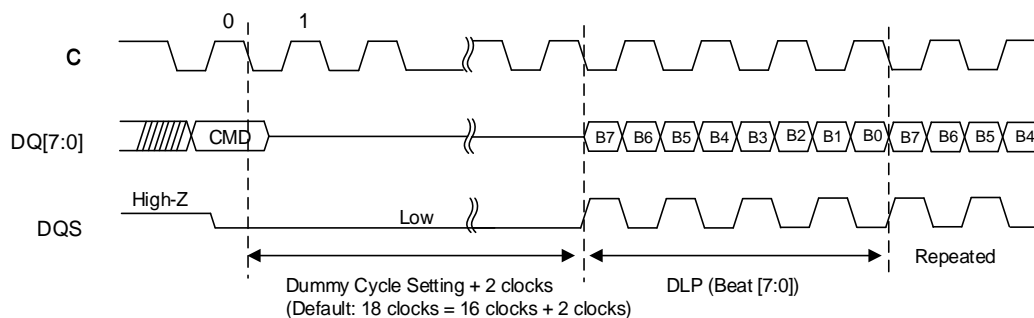 0 1
C
DQ[7:0] CMD B7 B6 B5 B4 B3 B2 B1 B0 B7 B6 B5 B4
High-Z
DQS Low
Repeated
Dummy Cycle Setting + 2 clocks DLP (Beat [7:0])
(Default: 18 clocks = 16 clocks + 2 clocks)